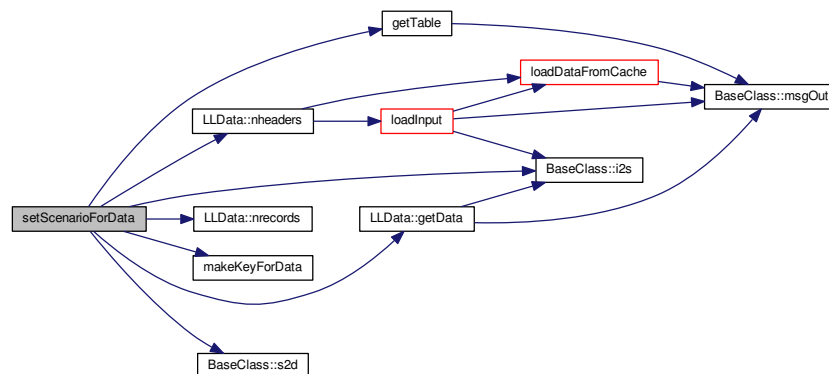 getTable
loadDataFromCache
BaseClass::msgOut
LLData::nheaders
loadInput
BaseClass::i2s
setScenarioForData
LLData::nrecords
LLData::getData
makeKeyForData
BaseClass::s2d